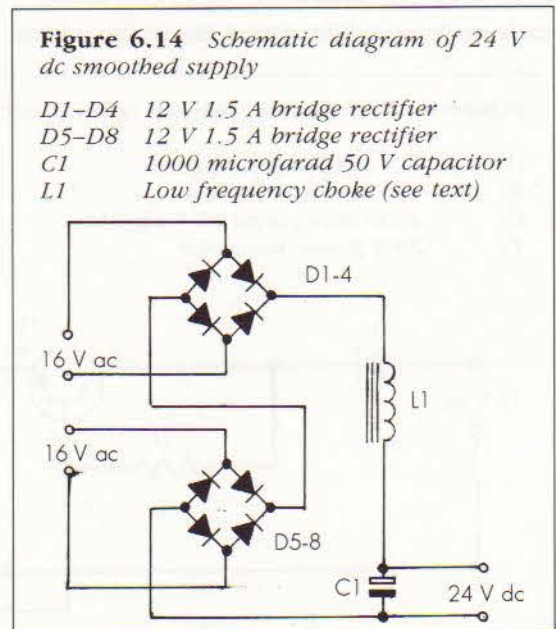 Figure 6.14 Schematic diagram of 24 V
dc smoothed supply
D1–D4 12 V 1.5 A bridge rectifier
D5–D8 12 V 1.5 A bridge rectifier
C1 1000 microfarad 50 V capacitor
L1 Low frequency choke (see text)
D1-4
16 V ac
L1
16 V ac
D5-8
C1
24 V dc